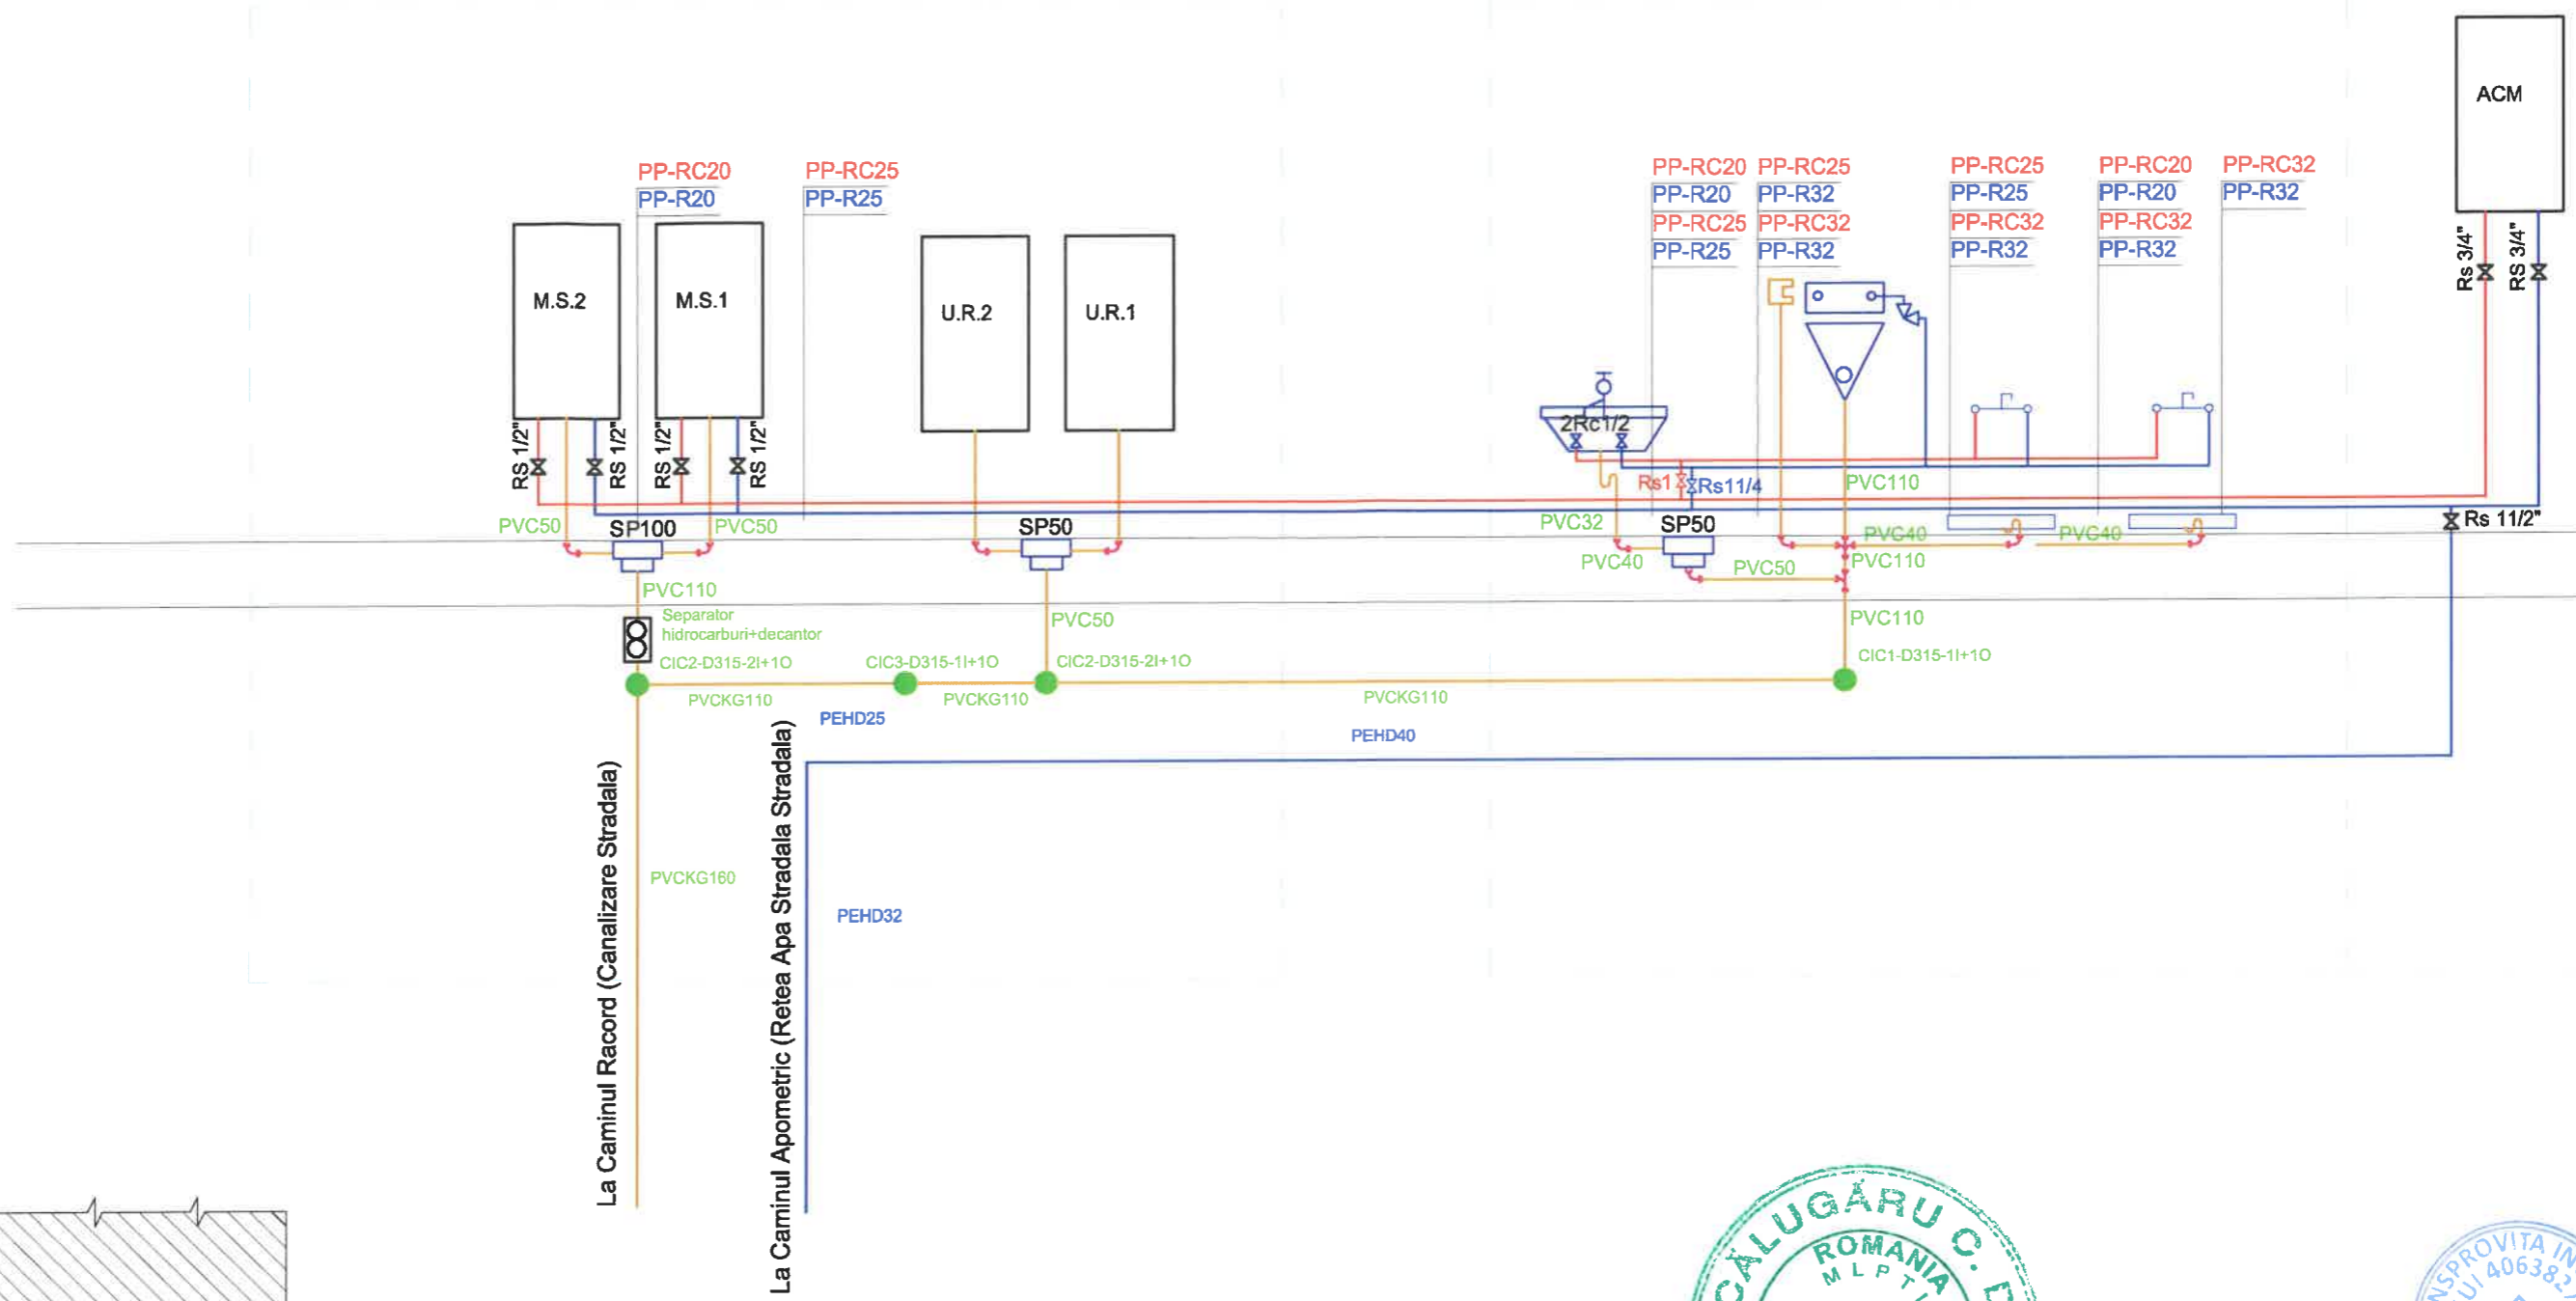 ACM
Rs 3/4"
RS 3/4"
PP-RC20
PP-R20
PP-RC25
PP-R25
PP-RC20
PP-R20
PP-RC25
PP-R25
PP-RC25
PP-R32
PP-RC32
PP-R32
PP-RC25
PP-R25
PP-RC32
PP-R32
PP-RC20
PP-R20
PP-RC32
PP-R32
PP-RC32
PP-R32
M.S.2
M.S.1
U.R.2
U.R.1
RS 1/2"
RS 1/2"
RS 1/2"
RS 1/2"
2Rc1/2
Rs1
Rs11/4
PVC110
PVC50
SP100
PVC50
SP50
PVC32
SP50
PVC40
PVC40
Rs 11/2"
PVC40
PVC50
PVC110
PVC110
Separator
hidrocarburi+decantor
PVC50
PVC110
CIC2-D315-2I+1O
CIC3-D315-1I+1O
CIC2-D315-2I+1O
CIC1-D315-1I+1O
PVCKG110
PVCKG110
PVCKG110
PEHD25
PEHD40
La Caminul Racord (Canalizare Stradala)
PVCKG160
La Caminul Apometric (Retea Apa Stradala Stradala)
PEHD32
CĂLUGĂRU C.
ROMANIA
MLPT